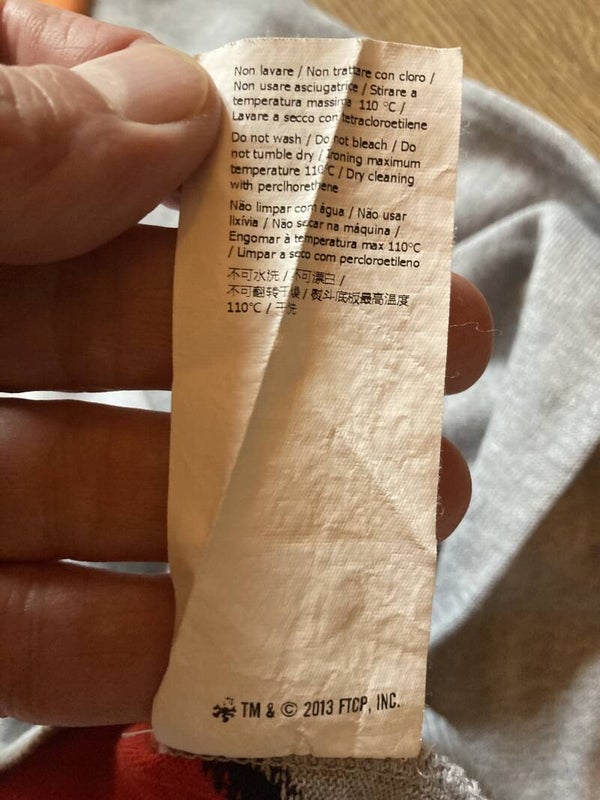 Non lavare / Non trattare con cloro /
Non usare asciugatrice / Stirare a
temperatura massima 110 °C /
Lavare a secco con tetracloroetilene
Do not wash / Do not bleach / Do
not tumble dry / Ironing maximum
temperature 110°C / Dry cleaning
with perclhorethene
Não limpar com água / Não usar
lixívia / Não secar na máquina /
Engomar à temperatura max 110°C
/ Limpar a seco com percloroetileno
不可水洗 / 不可漂白 /
不可翻转干燥 / 熨斗底板最高温度
110℃ / 干洗
TM & © 2013 FTCP, INC.